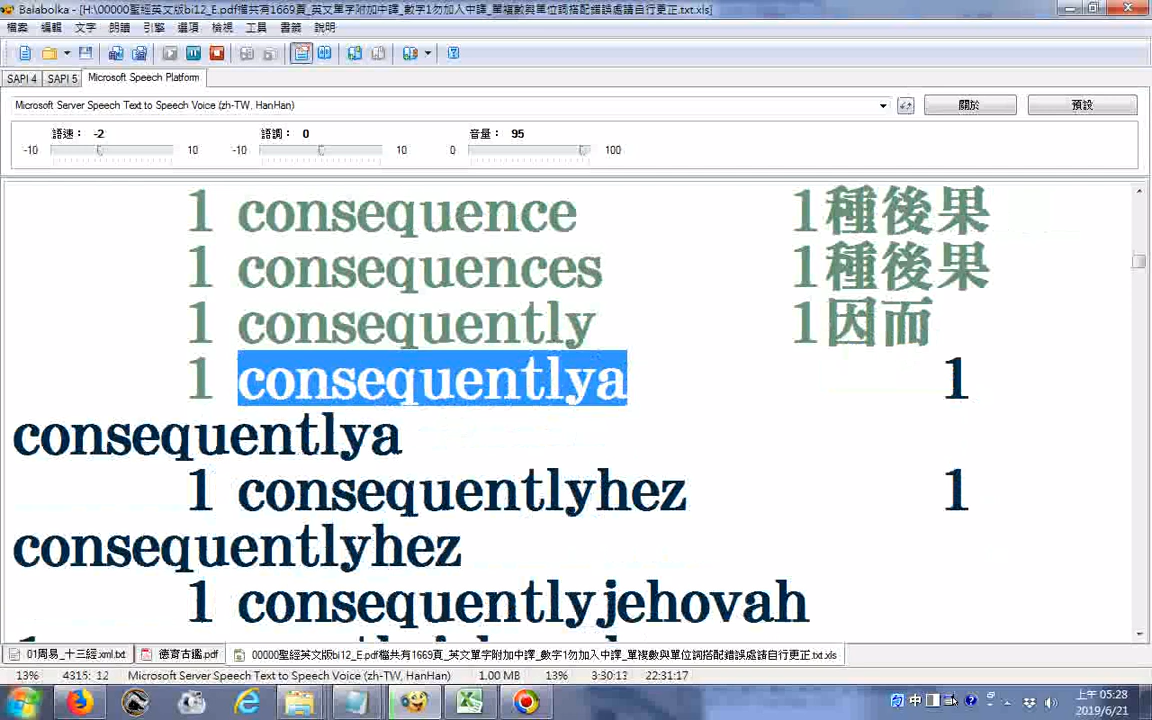 Balabolka - [H:\00000聖經英文版bi12_E.pdf檔共有1669頁_英文單字附加中譯_數字1勿加入中譯_單複數與單位詞搭配錯誤處請自行更正.txt.xls]
檔案 編輯 文字 朗讀 引擎 選項 檢視 工具 書籤 說明
SAPI 4 SAPI 5 Microsoft Speech Platform
Microsoft Server Speech Text to Speech Voice (zh-TW, HanHan) 關於 預設
語速： -2 語調： 0 音量： 95
-10 10 -10 10 0 100
1 consequence 1種後果
1 consequences 1種後果
1 consequently 1因而
1 consequentlya 1
consequentlya
1 consequentlyhez 1
consequentlyhez
1 consequentlyjehovah
01周易_十三經.xml.txt 德育古鑑.pdf 00000聖經英文版bi12_E.pdf檔共有1669頁_英文單字附加中譯_數字1勿加入中譯_單複數與單位詞搭配錯誤處請自行更正.txt.xls
13% 4315: 12 Microsoft Server Speech Text to Speech Voice (zh-TW, HanHan) 1.00 MB 13% 3:30:13 22:31:17
中 上午 05:28
2019/6/21